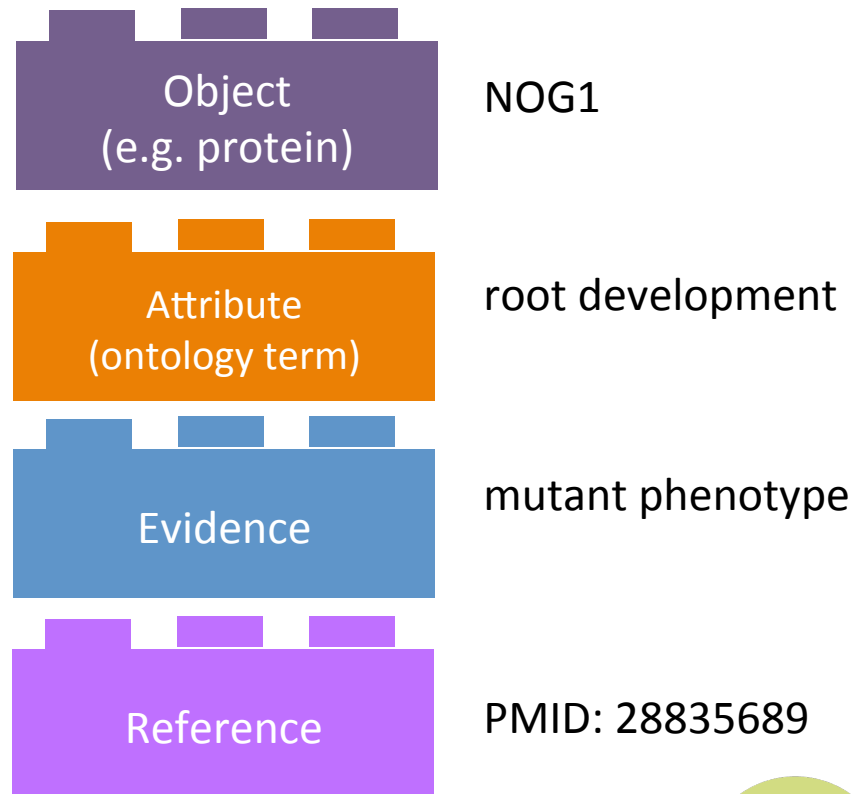 Object
(e.g. protein)
NOG1
Attribute
(ontology term)
root development
Evidence
mutant phenotype
Reference
PMID: 28835689